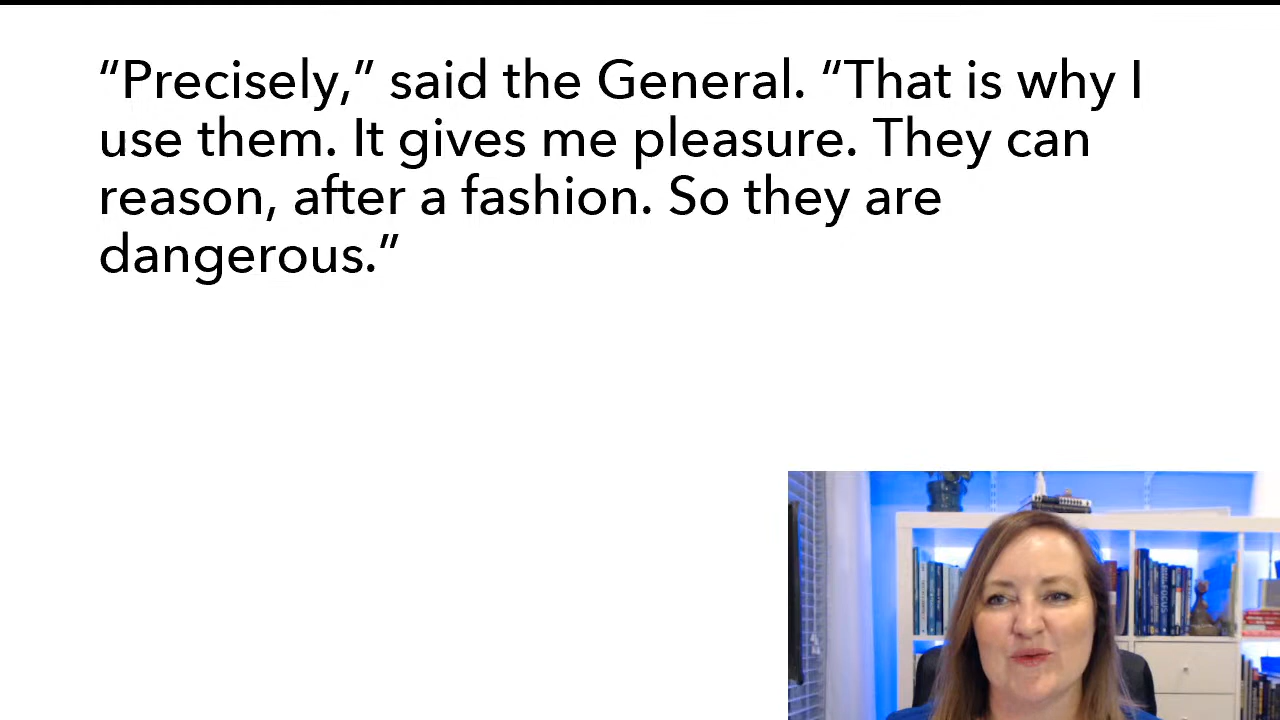 “Precisely,” said the General. “That is why I
use them. It gives me pleasure. They can
reason, after a fashion. So they are
dangerous.”
FOCUS